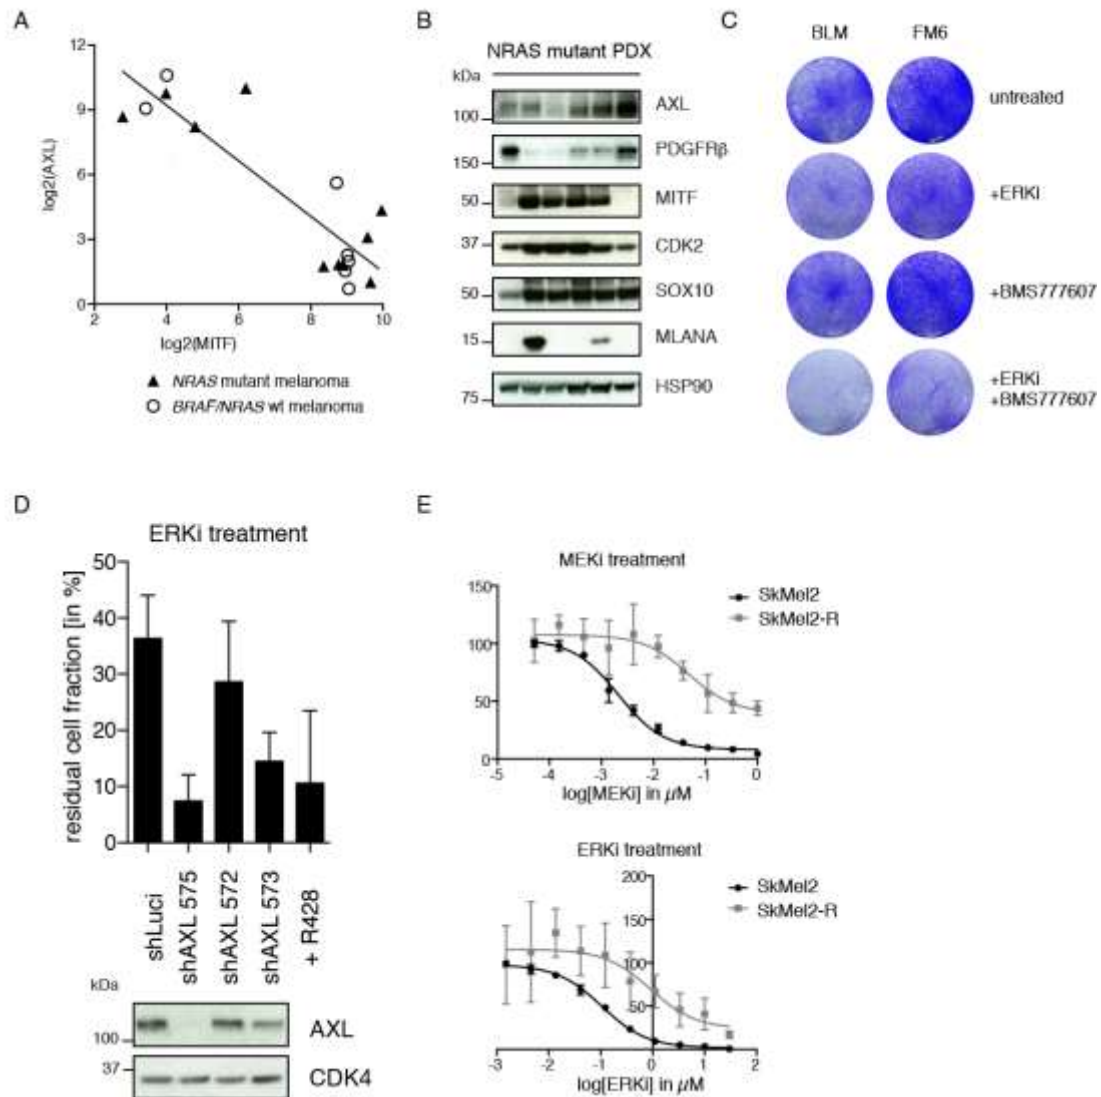 A
12
9
6
3
0
2
4
6
8
10
log2(AXL)
log2(MITF)
▲ NRAS mutant melanoma
○ BRAF/NRAS wt melanoma
B
NRAS mutant PDX
kDa
100
AXL
150
PDGFRβ
50
MITF
37
CDK2
50
SOX10
15
MLANA
75
HSP90
C
BLM FM6
untreated
+ERKi
+BMS777607
+ERKi
+BMS777607
D
ERKi treatment
residual cell fraction [in %]
50
40
30
20
10
0
shLuci
shAXL 575
shAXL 572
shAXL 573
+ R428
kDa
100
AXL
37
CDK4
E
MEKi treatment
150
100
50
0
-5 -4 -3 -2 -1 0
log[MEKi] in µM
SkMel2
SkMel2-R
ERKi treatment
200
150
100
50
-3 -2 -1 0 1 2
log[ERKi] in µM
SkMel2
SkMel2-R